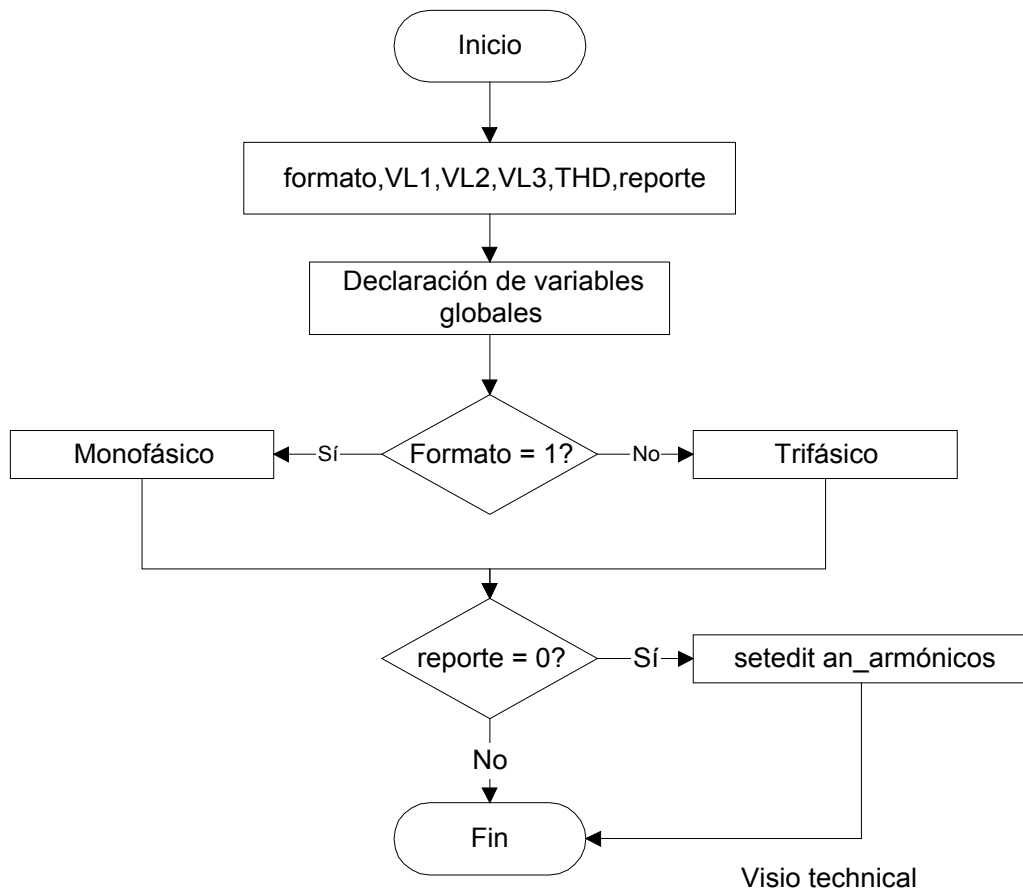 Inicio
formato,VL1,VL2,VL3,THD,reporte
Declaración de variables
globales
Monofásico
Sí
Formato = 1?
No
Trifásico
reporte = 0?
Sí
setedit an_armónicos
No
Fin
Visio technical